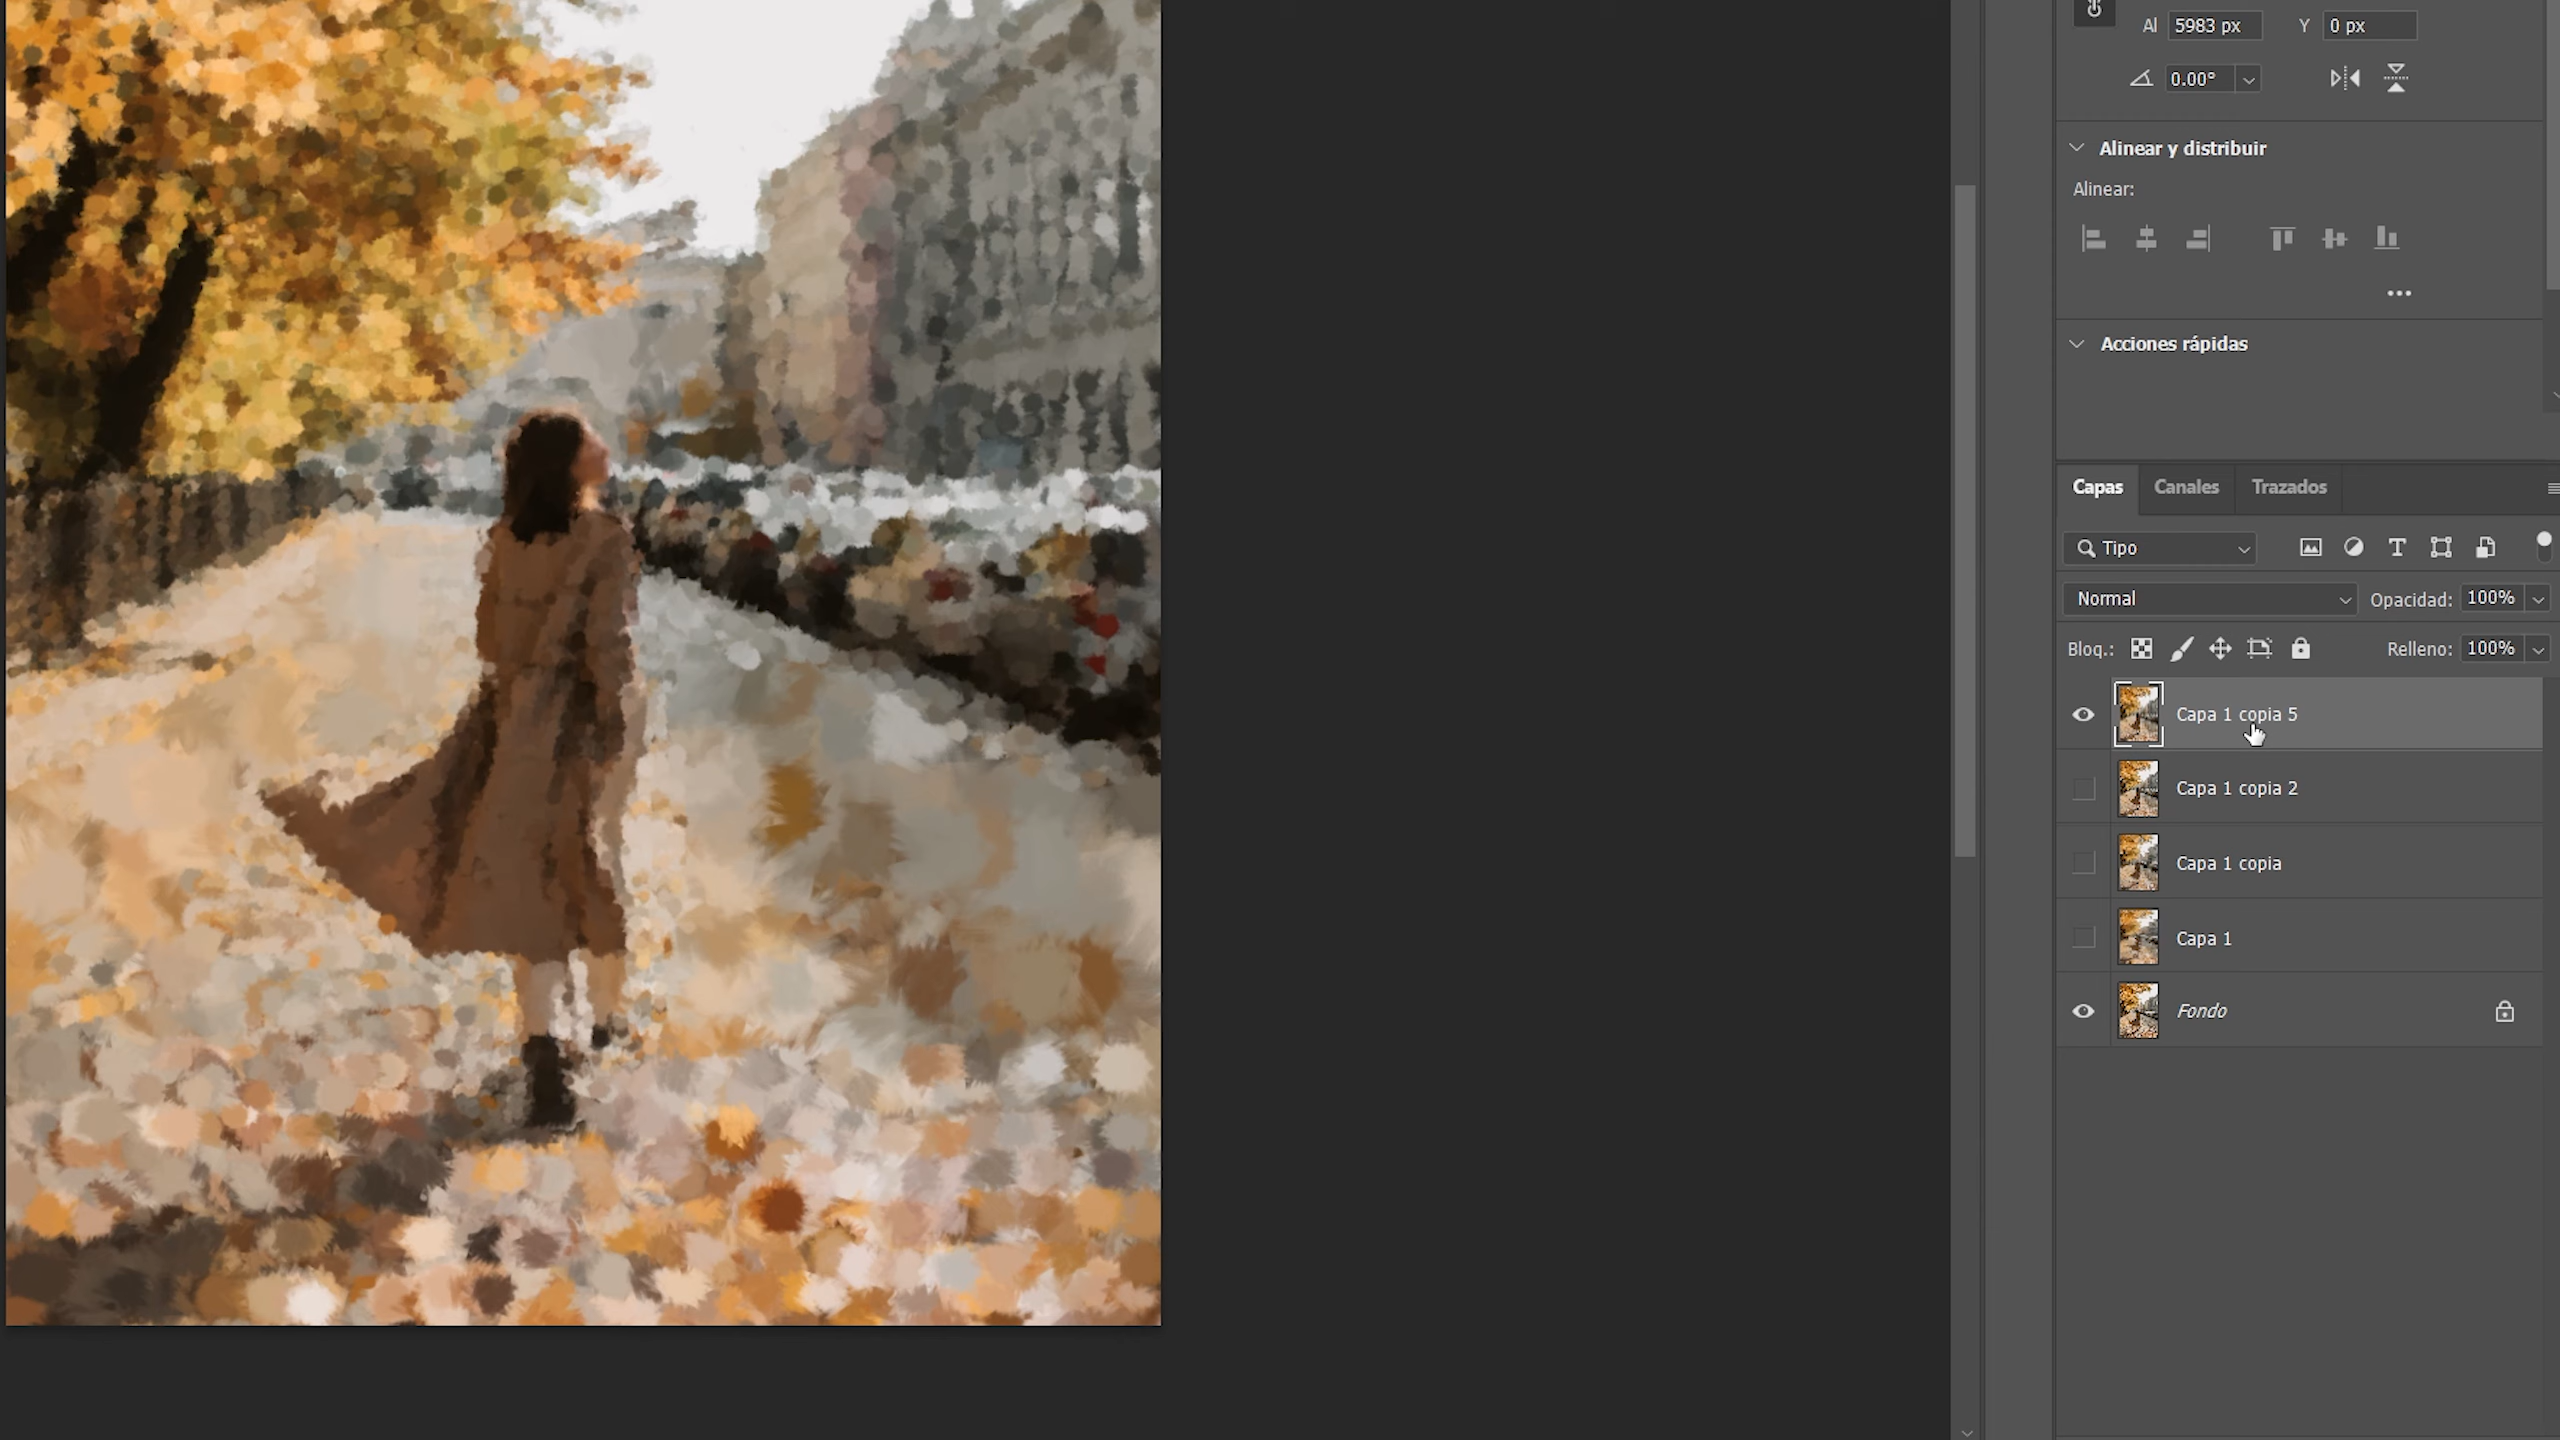 Al 5983 px Y 0 px
0.00°
Alinear y distribuir
Alinear:
Acciones rápidas
Capas Canales Trazados
Tipo
Normal Opacidad: 100%
Bloq.: Relleno: 100%
Capa 1 copia 5
Capa 1 copia 2
Capa 1 copia
Capa 1
Fondo